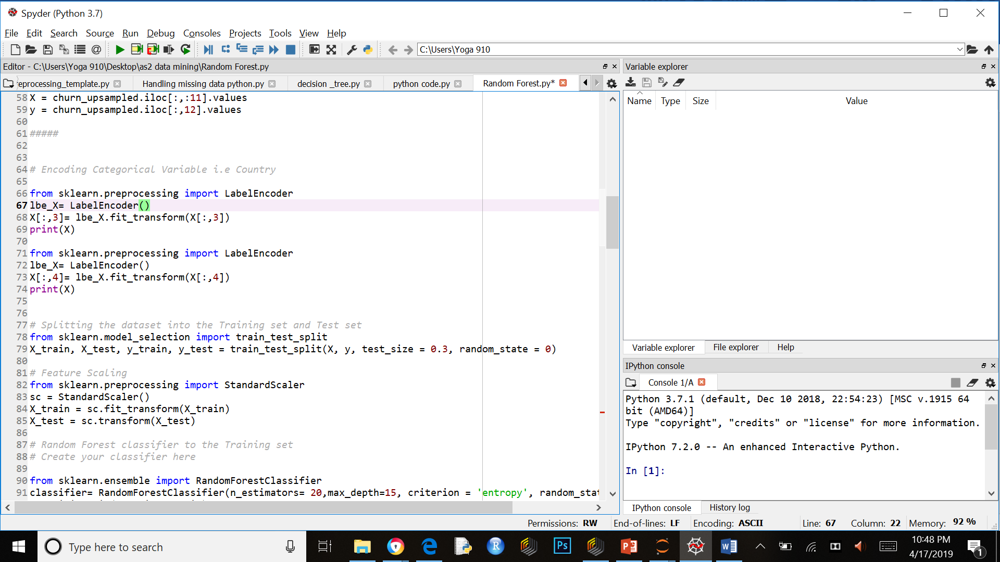 Spyder (Python 3.7)
File Edit Search Source Run Debug Consoles Projects Tools View Help
C:\Users\Yoga 910
Editor - C:\Users\Yoga 910\Desktop\as2 data mining\Random Forest.py
eprocessing_template.py Handling missing data python.py decision _tree.py python code.py Random Forest.py*
58 X = churn_upsampled.iloc[:,:11].values
59 y = churn_upsampled.iloc[:,12].values
60
61 #####
62
63
64 # Encoding Categorical Variable i.e Country
65
66 from sklearn.preprocessing import LabelEncoder
67 lbe_X= LabelEncoder()
68 X[:,3]= lbe_X.fit_transform(X[:,3])
69 print(X)
70
71 from sklearn.preprocessing import LabelEncoder
72 lbe_X= LabelEncoder()
73 X[:,4]= lbe_X.fit_transform(X[:,4])
74 print(X)
75
76
77 # Splitting the dataset into the Training set and Test set
78 from sklearn.model_selection import train_test_split
79 X_train, X_test, y_train, y_test = train_test_split(X, y, test_size = 0.3, random_state = 0)
80
81 # Feature Scaling
82 from sklearn.preprocessing import StandardScaler
83 sc = StandardScaler()
84 X_train = sc.fit_transform(X_train)
85 X_test = sc.transform(X_test)
86
87 # Random Forest classifier to the Training set
88 # Create your classifier here
89
90 from sklearn.ensemble import RandomForestClassifier
91 classifier= RandomForestClassifier(n_estimators= 20,max_depth=15, criterion = 'entropy', random_stat
Variable explorer
Name Type Size Value
Variable explorer File explorer Help
IPython console
Console 1/A
Python 3.7.1 (default, Dec 10 2018, 22:54:23) [MSC v.1915 64
bit (AMD64)]
Type "copyright", "credits" or "license" for more information.
IPython 7.2.0 -- An enhanced Interactive Python.
In [1]:
IPython console History log
Permissions: RW End-of-lines: LF Encoding: ASCII Line: 67 Column: 22 Memory: 92 %
Type here to search
R
Ps
P
W
10:48 PM
4/17/2019
1